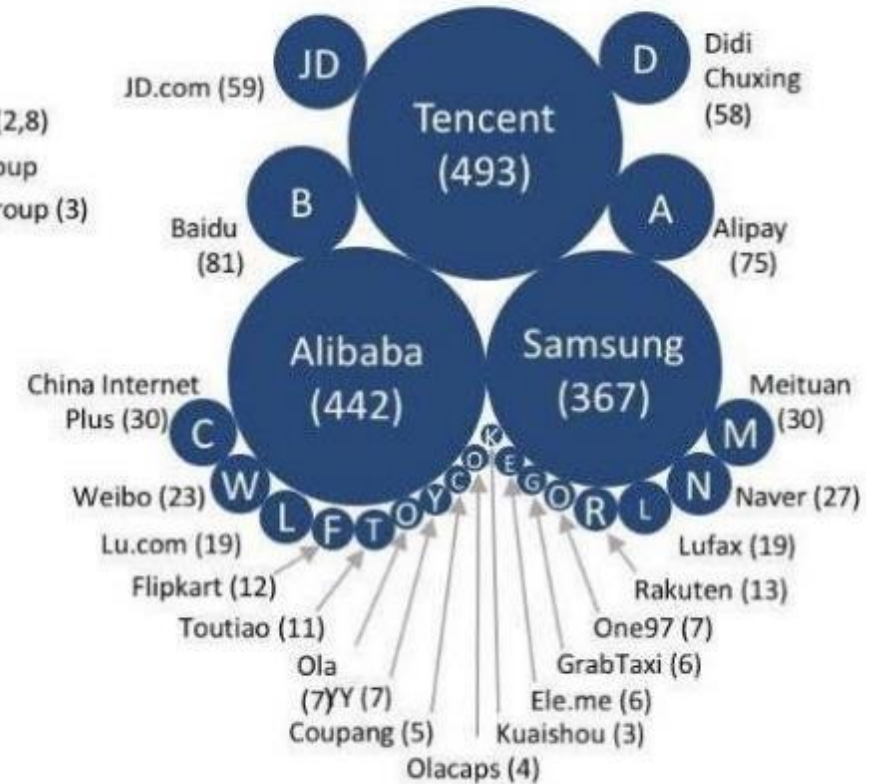 JD
JD.com (59)
D
Didi
Chuxing
(58)
Tencent
(493)
(2,8)
oup
roup (3)
B
Baidu
(81)
A
Alipay
(75)
Alibaba
(442)
Samsung
(367)
China Internet
Plus (30)
C
Meituan
(30)
M
K
O
E
W
Weibo (23)
Y
C
G
O
N
Naver (27)
L
F
T
O
R
L
Lu.com (19)
Lufax (19)
Flipkart (12)
Rakuten (13)
Toutiao (11)
One97 (7)
Ola
(7)
GrabTaxi (6)
YY (7)
Ele.me (6)
Coupang (5)
Kuaishou (3)
Olacaps (4)